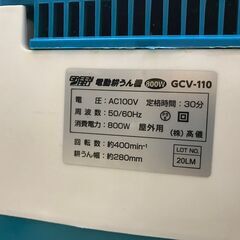 GREEN ART 電動耕うん機 800W GCV-110
電圧：AC100V 定格時間：30分
周波数：50/60Hz
消費電力：800W 屋外用 (株)髙儀
回転数：約400min⁻¹
耕うん幅：約280mm
LOT NO.
20LM